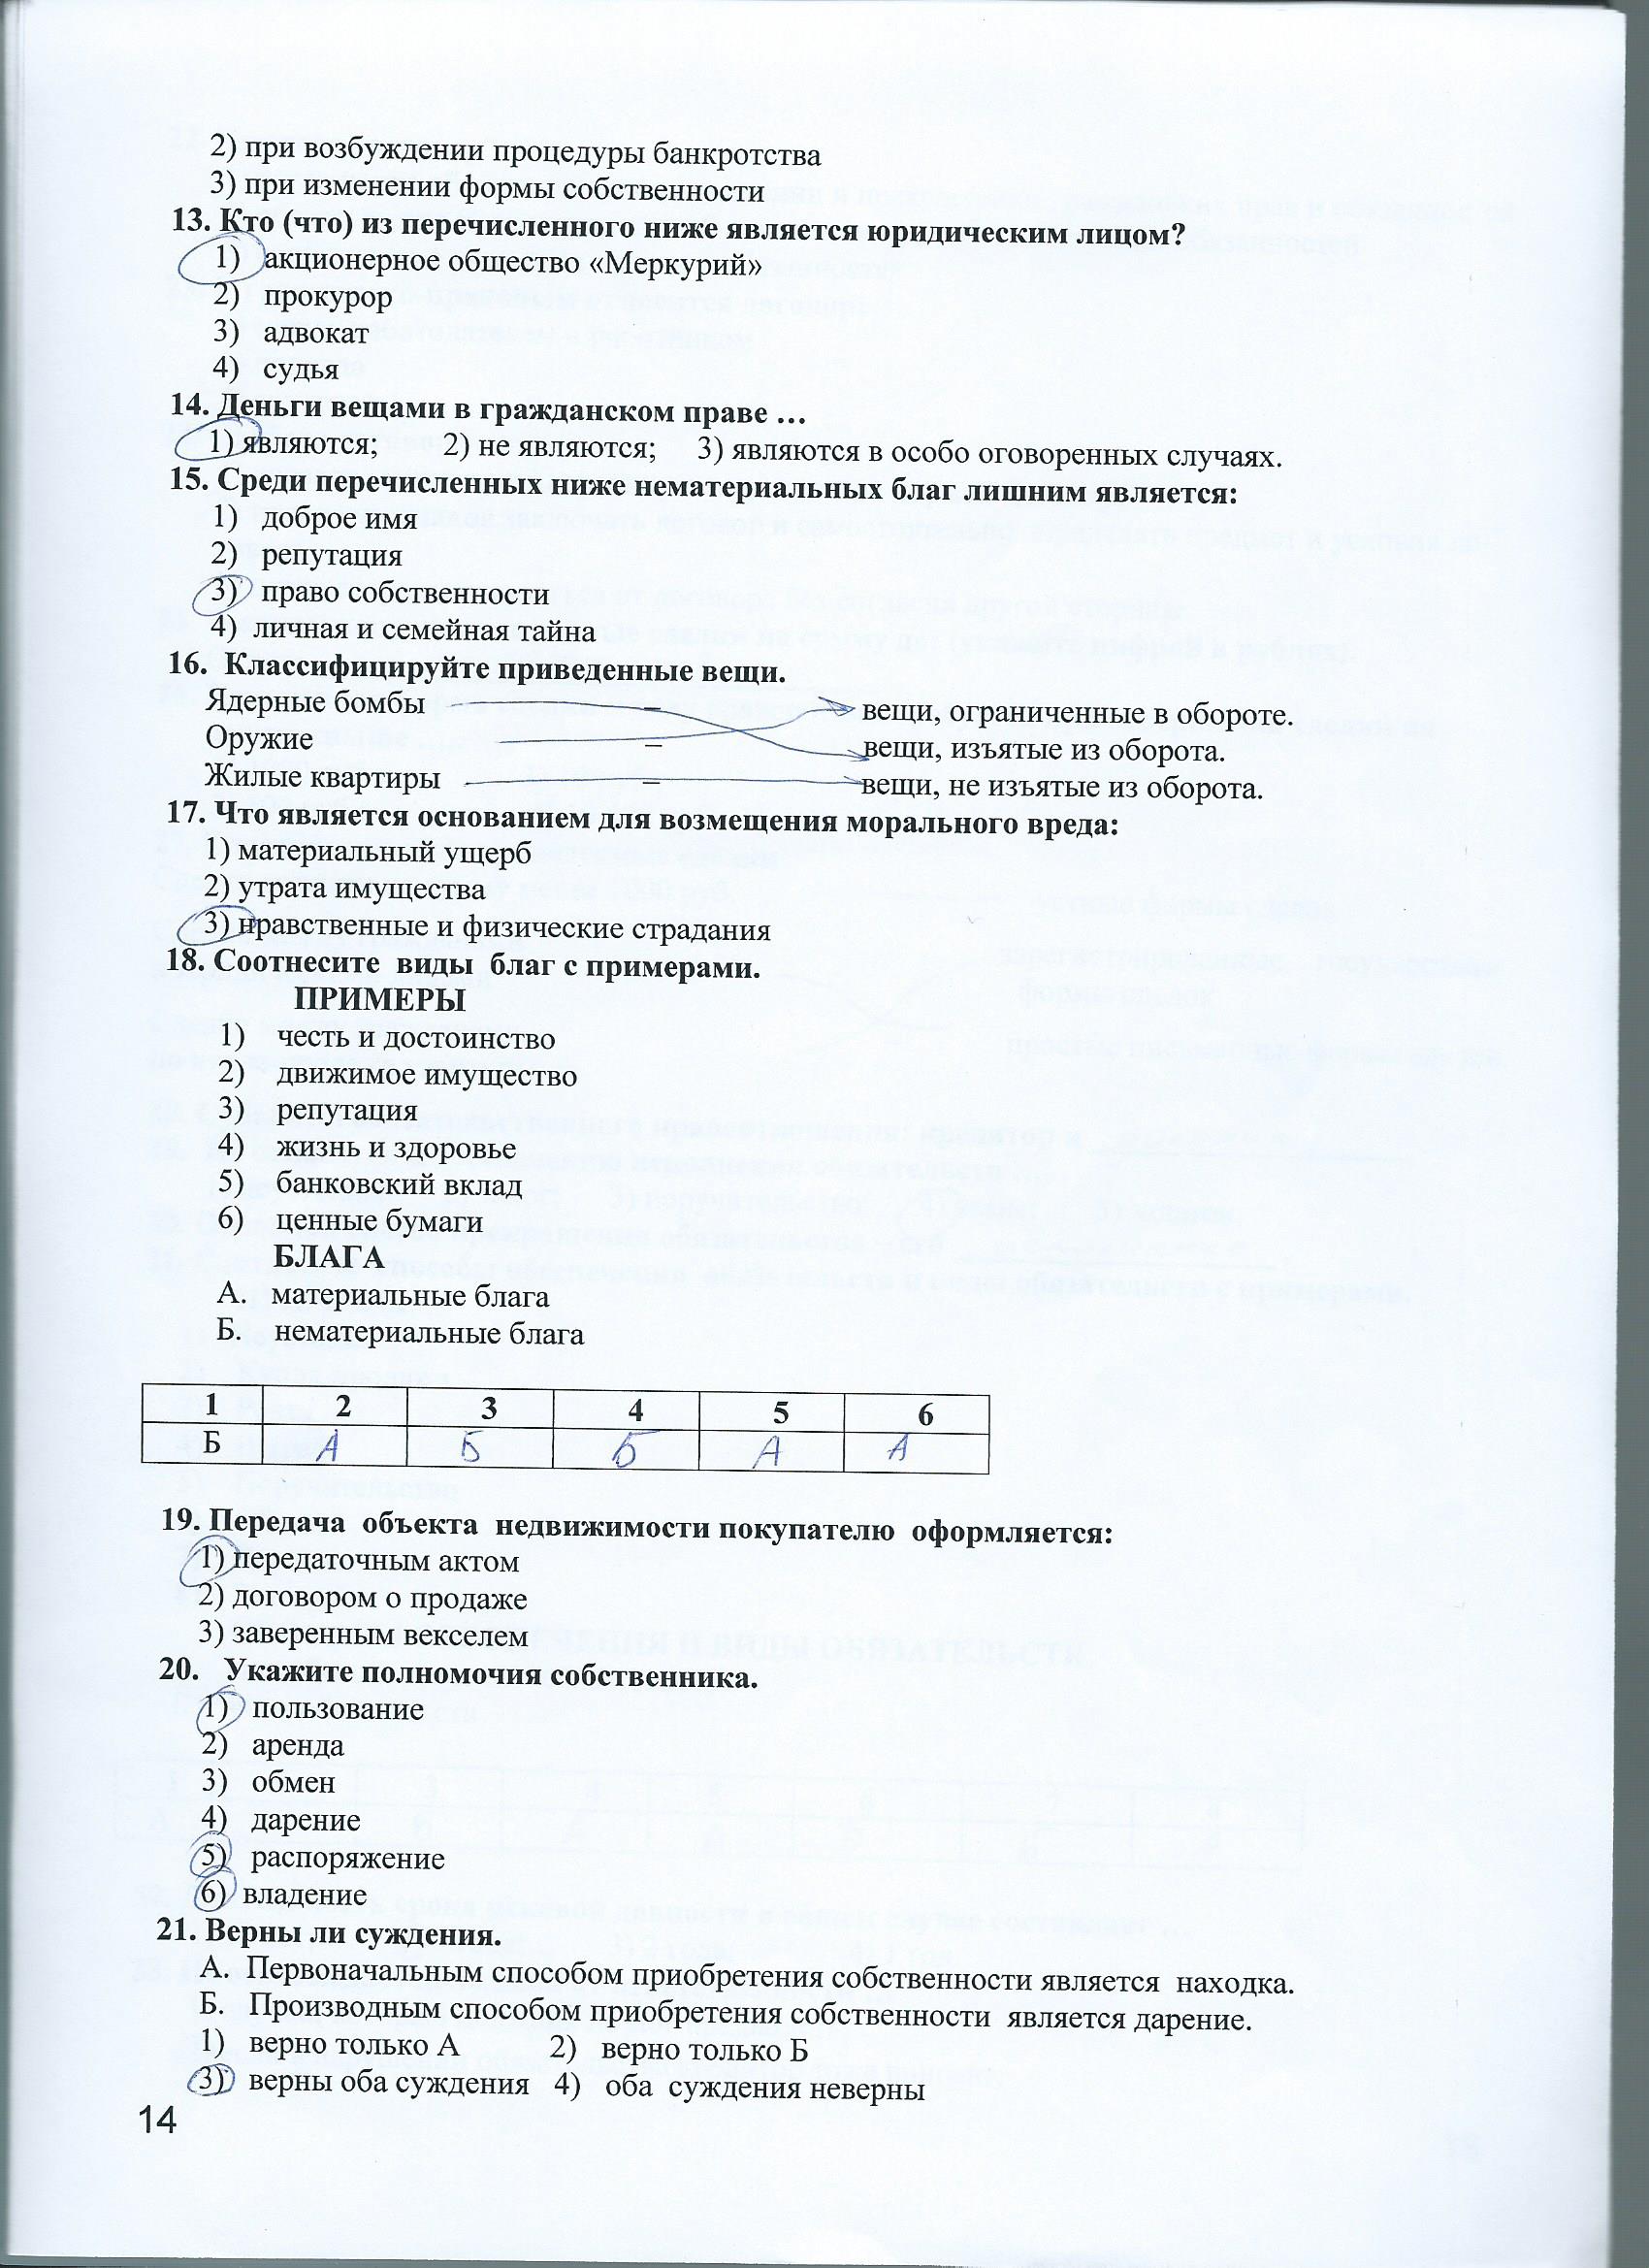 2) при возбуждении процедуры банкротства
3) при изменении формы собственности
13. Кто (что) из перечисленного ниже является юридическим лицом?
1) акционерное общество «Меркурий»
2) прокурор
3) адвокат
4) судья
14. Деньги вещами в гражданском праве ...
1) являются; 2) не являются; 3) являются в особо оговоренных случаях.
15. Среди перечисленных ниже нематериальных благ лишним является:
1) доброе имя
2) репутация
3) право собственности
4) личная и семейная тайна
16. Классифицируйте приведенные вещи.
Ядерные бомбы – вещи, ограниченные в обороте.
Оружие – вещи, изъятые из оборота.
Жилые квартиры – вещи, не изъятые из оборота.
17. Что является основанием для возмещения морального вреда:
1) материальный ущерб
2) утрата имущества
3) нравственные и физические страдания
18. Соотнесите виды благ с примерами.
ПРИМЕРЫ
1) честь и достоинство
2) движимое имущество
3) репутация
4) жизнь и здоровье
5) банковский вклад
6) ценные бумаги
БЛАГА
А. материальные блага
Б. нематериальные блага
1 2 3 4 5 6
Б А Б Б А А
19. Передача объекта недвижимости покупателю оформляется:
1) передаточным актом
2) договором о продаже
3) заверенным векселем
20. Укажите полномочия собственника.
1) пользование
2) аренда
3) обмен
4) дарение
5) распоряжение
6) владение
21. Верны ли суждения.
А. Первоначальным способом приобретения собственности является находка.
Б. Производным способом приобретения собственности является дарение.
1) верно только А 2) верно только Б
3) верны оба суждения 4) оба суждения неверны
14